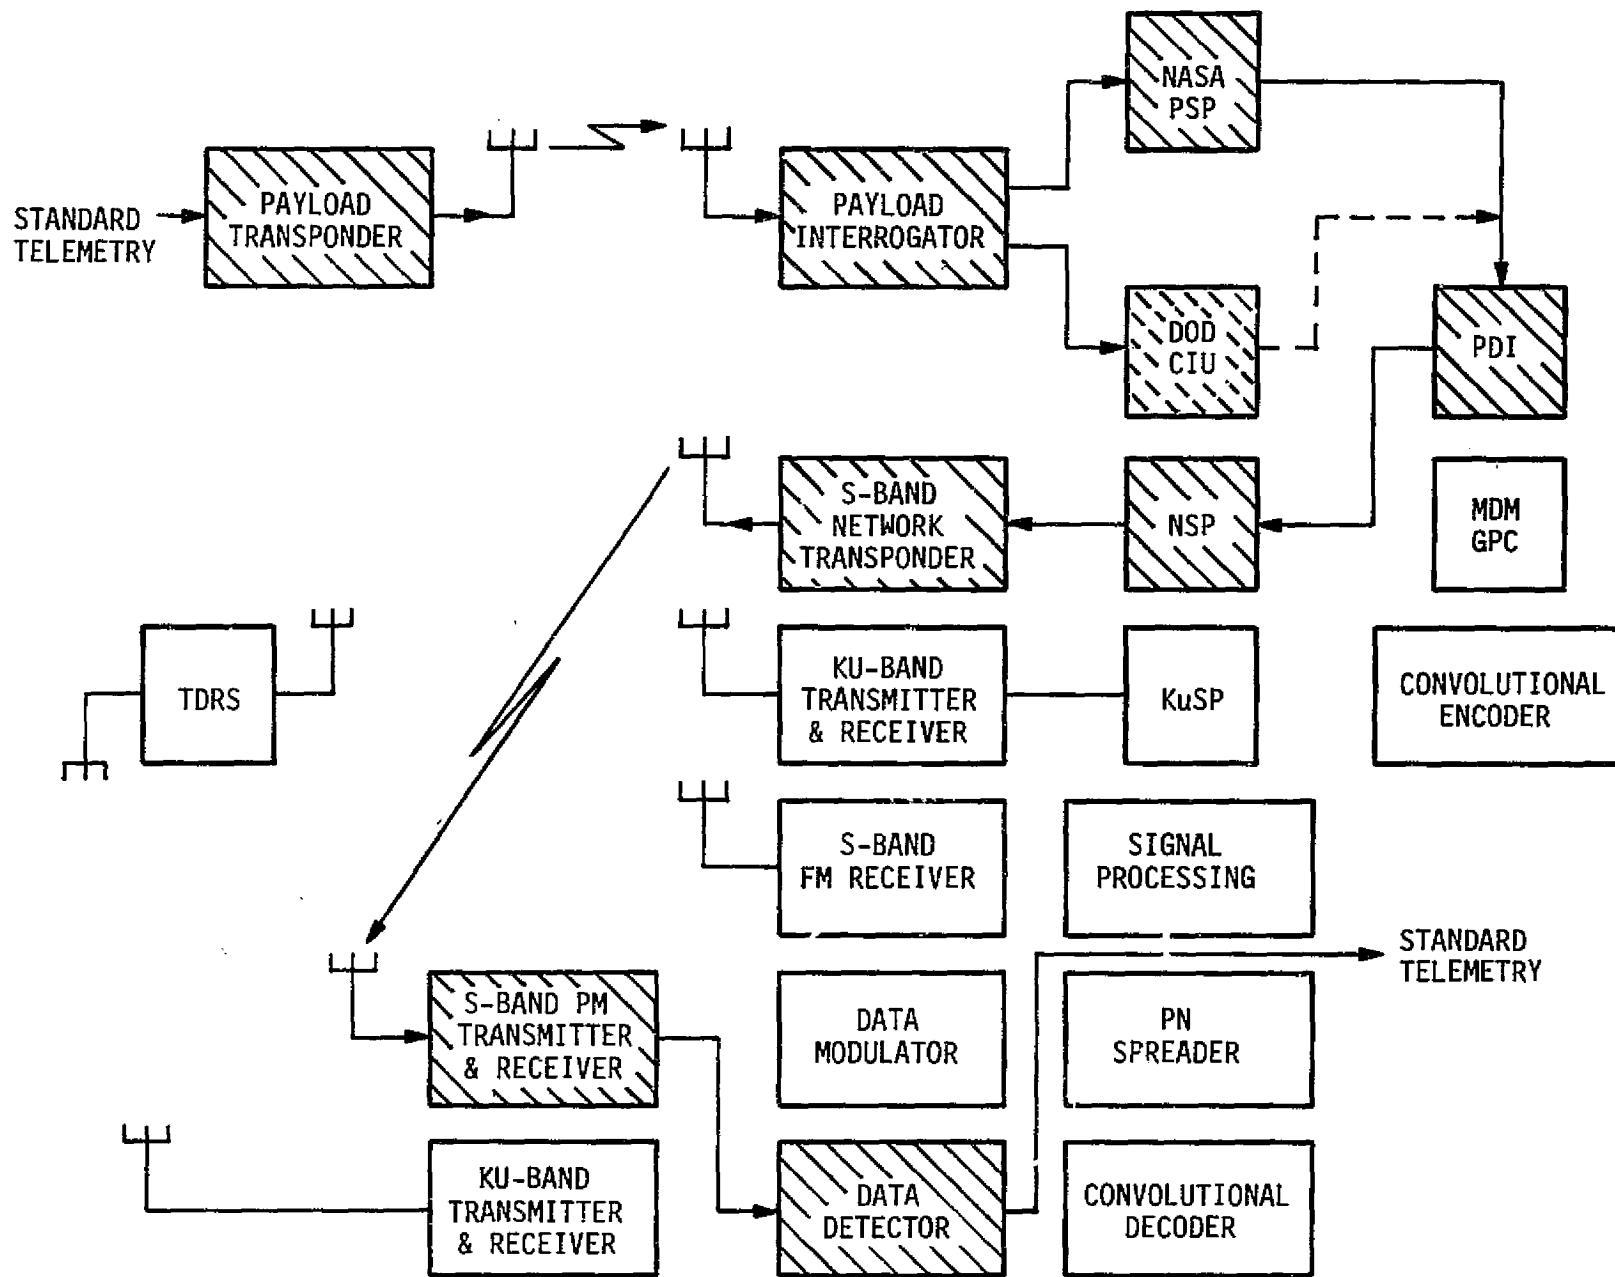 NASA
PSP
STANDARD
TELEMETRY
PAYLOAD
TRANSPONDER
PAYLOAD
INTERROGATOR
DOD
CIU
PDI
S-BAND
NETWORK
TRANSPONDER
NSP
MDM
GPC
TDRS
KU-BAND
TRANSMITTER
& RECEIVER
KuSP
CONVOLUTIONAL
ENCODER
S-BAND
FM RECEIVER
SIGNAL
PROCESSING
STANDARD
TELEMETRY
S-BAND PM
TRANSMITTER
& RECEIVER
DATA
MODULATOR
PN
SPREADER
KU-BAND
TRANSMITTER
& RECEIVER
DATA
DETECTOR
CONVOLUTIONAL
DECODER